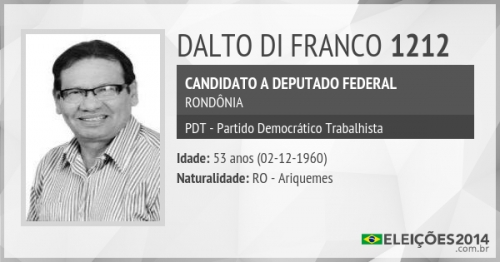 DALTO DI FRANCO 1212
CANDIDATO A DEPUTADO FEDERAL
RONDÔNIA
PDT - Partido Democrático Trabalhista
Idade: 53 anos (02-12-1960)
Naturalidade: RO - Ariquemes
ELEIÇÕES2014
.com.br